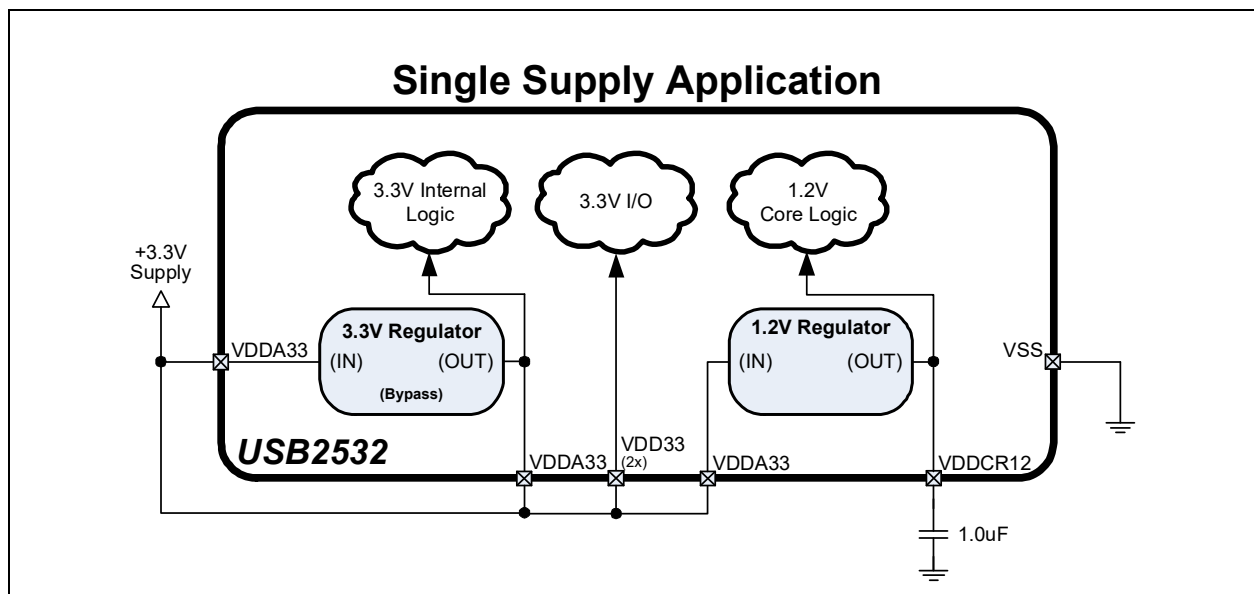 Single Supply Application
3.3V Internal
Logic
3.3V I/O
1.2V
Core Logic
+3.3V
Supply
VDDA33
3.3V Regulator
(IN)
(OUT)
(Bypass)
1.2V Regulator
(IN)
(OUT)
VSS
USB2532
VDDA33
VDD33
(2x)
VDDA33
VDDCR12
1.0uF